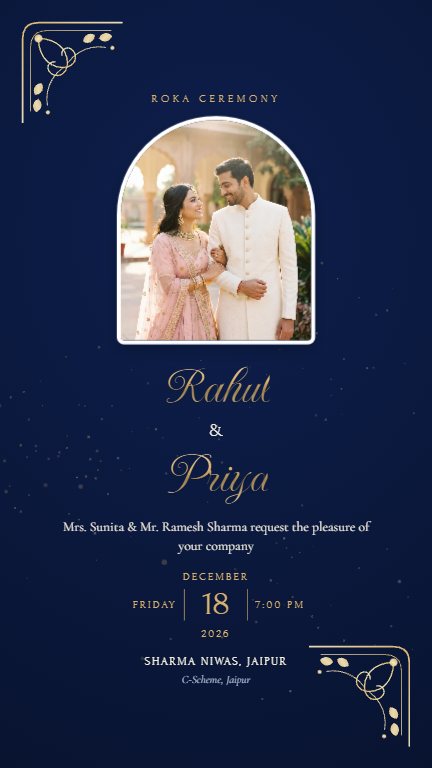 ROKA CEREMONY
Rahul
&
Priya
Mrs. Sunita & Mr. Ramesh Sharma request the pleasure of
your company
DECEMBER
FRIDAY 18 7:00 PM
2026
SHARMA NIWAS, JAIPUR
C-Scheme, Jaipur